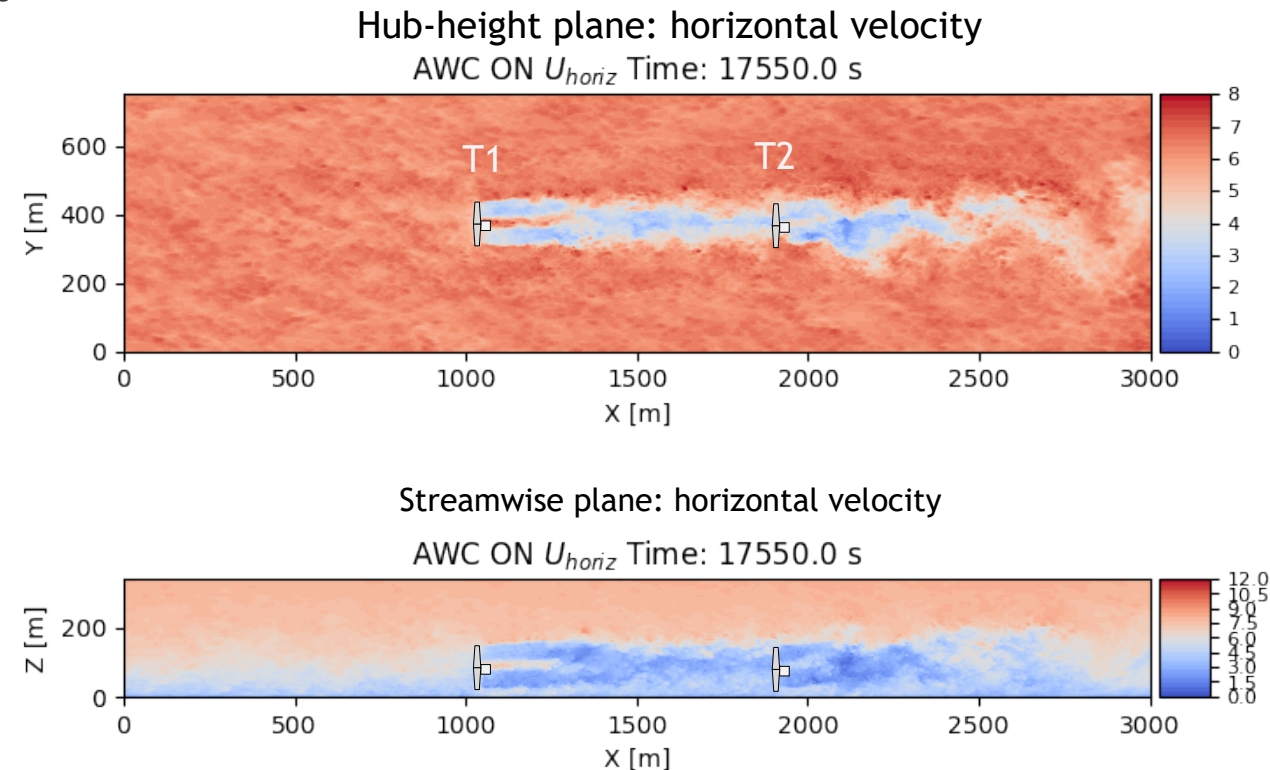 Hub-height plane: horizontal velocity
AWC ON U_horiz Time: 17550.0 s
8
7
6
5
4
3
2
1
0
600
400
200
0
Y [m]
T1
T2
0 500 1000 1500 2000 2500 3000
X [m]
Streamwise plane: horizontal velocity
AWC ON U_horiz Time: 17550.0 s
12.0
10.5
9.0
7.5
6.0
4.5
3.0
1.5
0.0
200
0
Z [m]
0 500 1000 1500 2000 2500 3000
X [m]